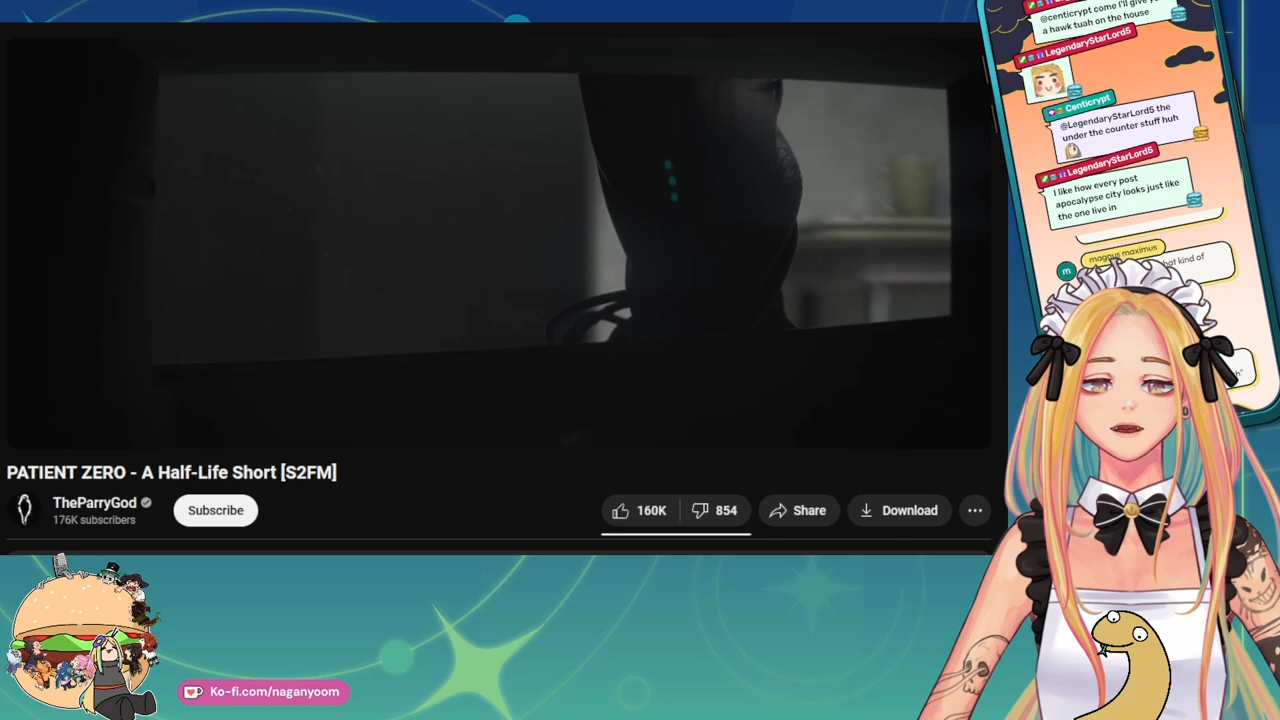 PATIENT ZERO - A Half-Life Short [S2FM]
TheParryGod
176K subscribers
Subscribe
160K
854
Share
Download
Ko-fi.com/naganyoom
@centicrypt come I'll give
a hawk tuah on the house
LegendaryStarLord5
Centicrypt
@LegendaryStarLord5 the
under the counter stuff huh
LegendaryStarLord5
I like how every post
apocalypse city looks just like
the one live in
m
magnus maximus
kind of